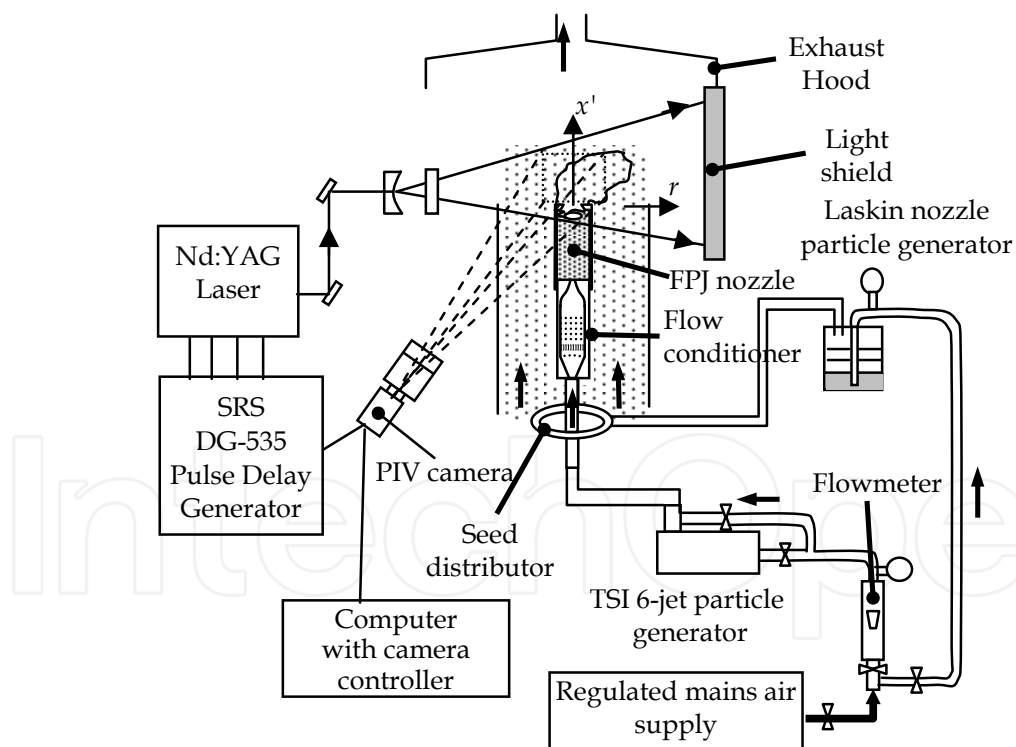 Exhaust
Hood
x'
Light
shield
r
Laskin nozzle
particle generator
Nd:YAG
Laser
FPJ nozzle
Flow
conditioner
SRS
DG-535
Pulse Delay
Generator
PIV camera
Flowmeter
Seed
distributor
TSI 6-jet particle
generator
Computer
with camera
controller
Regulated mains air
supply
IntechOpe